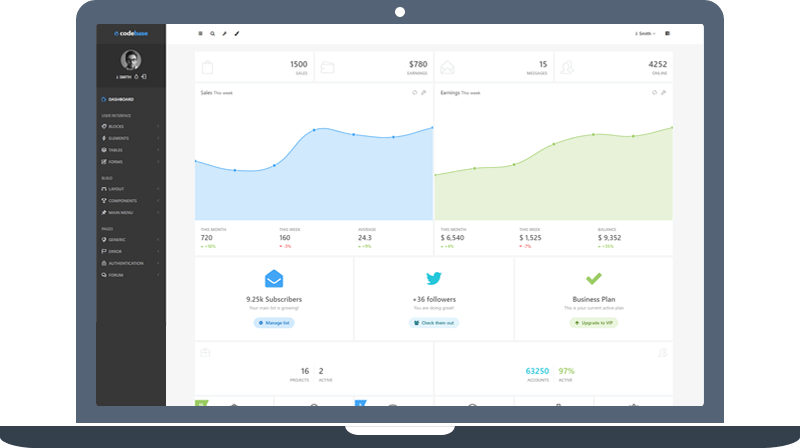 codebase
J. Smith
J. SMITH
DASHBOARD
USER INTERFACE
BLOCKS
ELEMENTS
TABLES
FORMS
BUILD
LAYOUT
COMPONENTS
MAIN MENU
PAGES
GENERIC
ERROR
AUTHENTICATION
FORUM
1500
SALES
$780
EARNINGS
15
MESSAGES
4252
ONLINE
Sales This week
Earnings This week
THIS MONTH THIS WEEK AVERAGE
720 160 24.3
+16% -3% +9%
THIS MONTH THIS WEEK BALANCE
$ 6,540 $ 1,525 $ 9,352
+4% -7% +35%
9.25k Subscribers
Your main list is growing!
Manage list
+36 followers
You are doing great!
Check them out
Business Plan
This is your current active plan
Upgrade to VIP
16 2
PROJECTS ACTIVE
63250 97%
ACCOUNTS ACTIVE